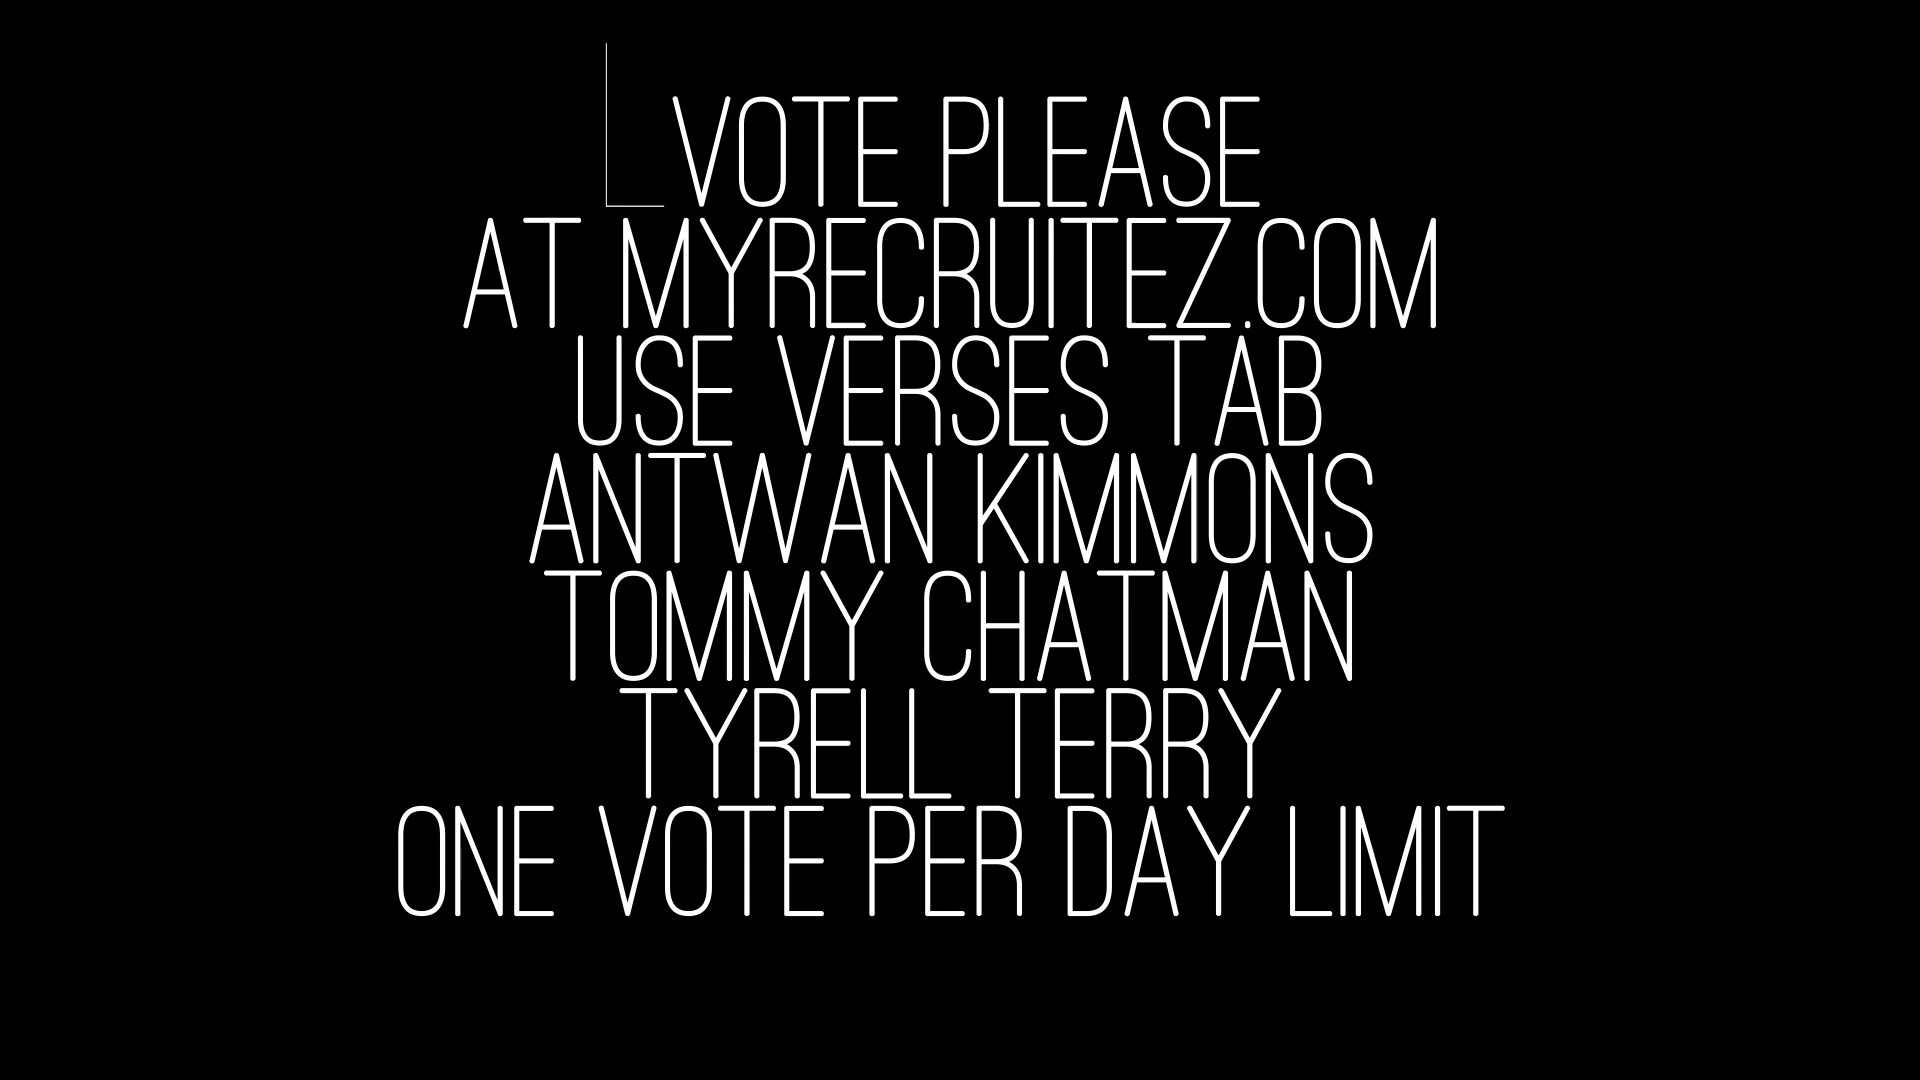 VOTE PLEASE
AT MYRECRUITEZ.COM
USE VERSES TAB
ANTWAN KIMMONS
TOMMY CHATMAN
TYRELL TERRY
ONE VOTE PER DAY LIMIT